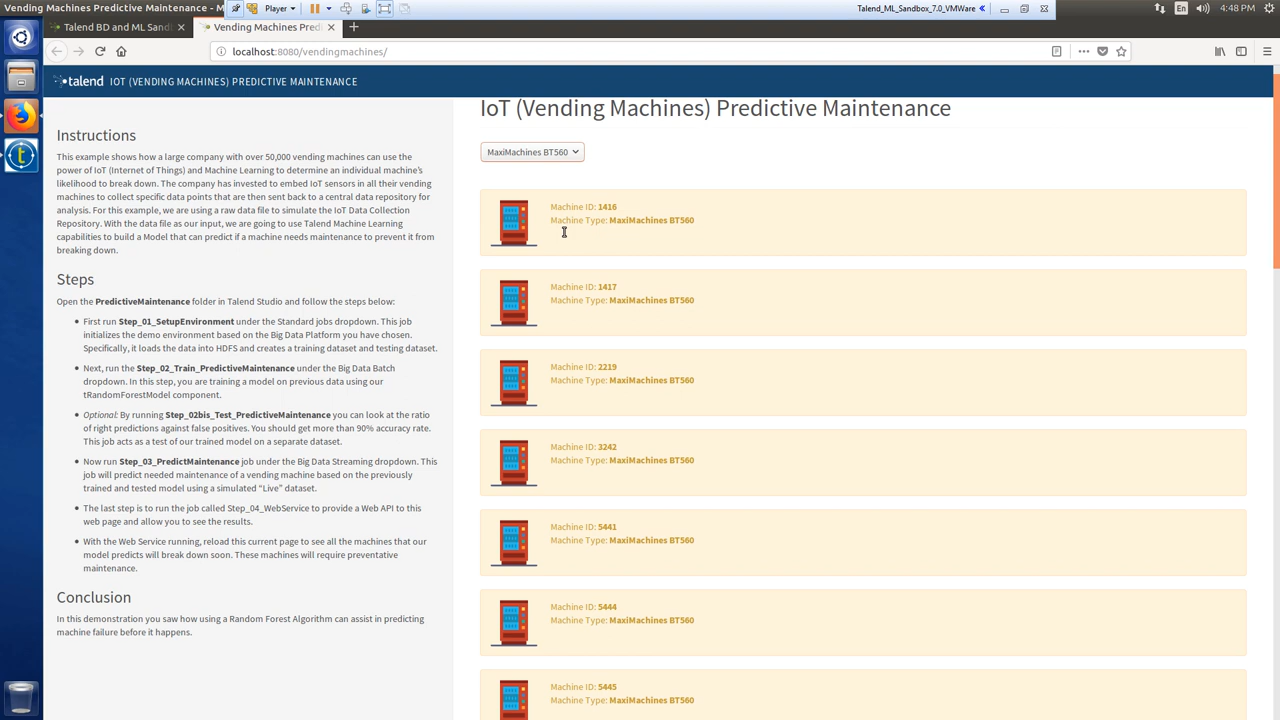 Vending Machines Predictive Maintenance - M
Player
Talend_ML_Sandbox_7.0_VMWare
En
4:48 PM
Talend BD and ML Sand
Vending Machines Predi
localhost:8080/vendingmachines/
talend IOT (VENDING MACHINES) PREDICTIVE MAINTENANCE
Instructions
This example shows how a large company with over 50,000 vending machines can use the
power of IoT (Internet of Things) and Machine Learning to determine an individual machine's
likelihood to break down. The company has invested to embed IoT sensors in all their vending
machines to collect specific data points that are then sent back to a central data repository for
analysis. For this example, we are using a raw data file to simulate the IoT Data Collection
Repository. With the data file as our input, we are going to use Talend Machine Learning
capabilities to build a Model that can predict if a machine needs maintenance to prevent it from
breaking down.
Steps
Open the PredictiveMaintenance folder in Talend Studio and follow the steps below:
• First run Step_01_SetupEnvironment under the Standard jobs dropdown. This job
initializes the demo environment based on the Big Data Platform you have chosen.
Specifically, it loads the data into HDFS and creates a training dataset and testing dataset.
• Next, run the Step_02_Train_PredictiveMaintenance under the Big Data Batch
dropdown. In this step, you are training a model on previous data using our
tRandomForestModel component.
• Optional: By running Step_02bis_Test_PredictiveMaintenance you can look at the ratio
of right predictions against false positives. You should get more than 90% accuracy rate.
This job acts as a test of our trained model on a separate dataset.
• Now run Step_03_PredictMaintenance job under the Big Data Streaming dropdown. This
job will predict needed maintenance of a vending machine based on the previously
trained and tested model using a simulated “Live” dataset.
• The last step is to run the job called Step_04_WebService to provide a Web API to this
web page and allow you to see the results.
• With the Web Service running, reload this current page to see all the machines that our
model predicts will break down soon. These machines will require preventative
maintenance.
Conclusion
In this demonstration you saw how using a Random Forest Algorithm can assist in predicting
machine failure before it happens.
IoT (Vending Machines) Predictive Maintenance
MaxiMachines BT560
Machine ID: 1416
Machine Type: MaxiMachines BT560
Machine ID: 1417
Machine Type: MaxiMachines BT560
Machine ID: 2219
Machine Type: MaxiMachines BT560
Machine ID: 3242
Machine Type: MaxiMachines BT560
Machine ID: 5441
Machine Type: MaxiMachines BT560
Machine ID: 5444
Machine Type: MaxiMachines BT560
Machine ID: 5445
Machine Type: MaxiMachines BT560